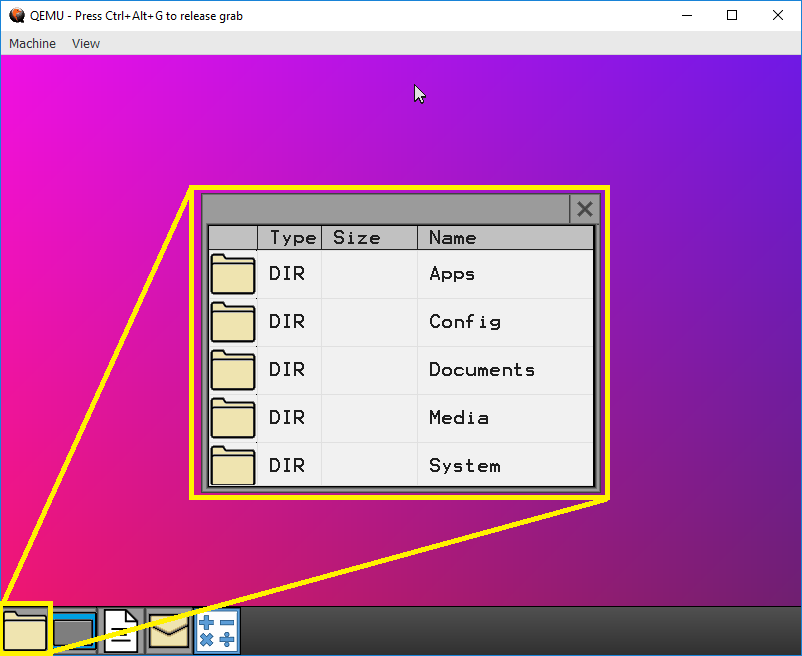 QEMU - Press Ctrl+Alt+G to release grab
Machine View
Type Size Name
DIR Apps
DIR Config
DIR Documents
DIR Media
DIR System